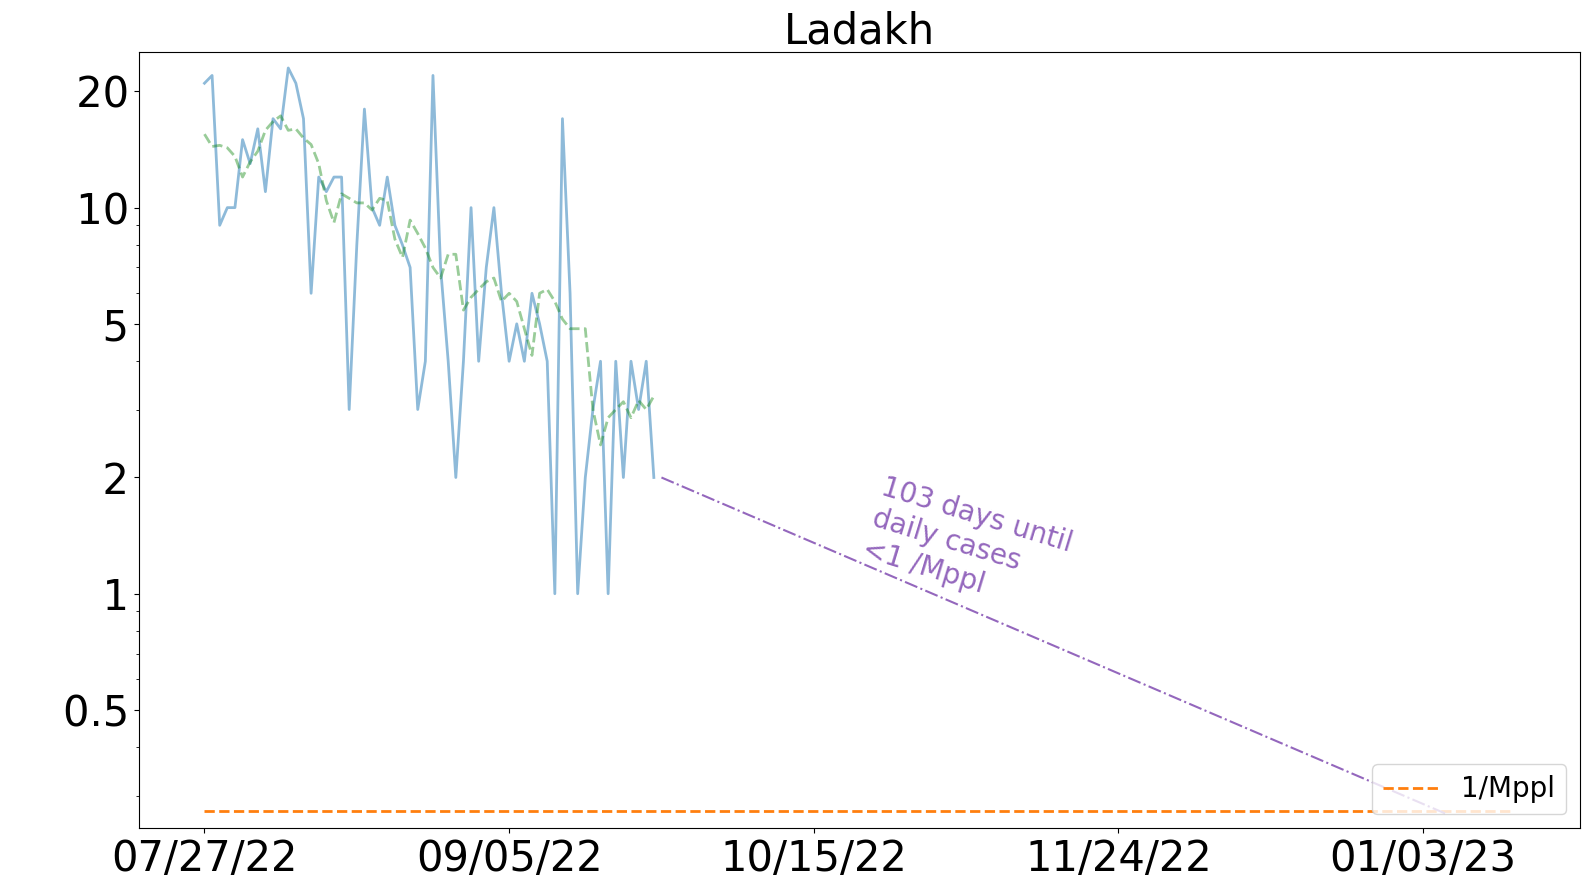 Ladakh
20
10
5
2
1
0.5
103 days until
daily cases
<1 /Mppl
1/Mppl
07/27/22
09/05/22
10/15/22
11/24/22
01/03/23